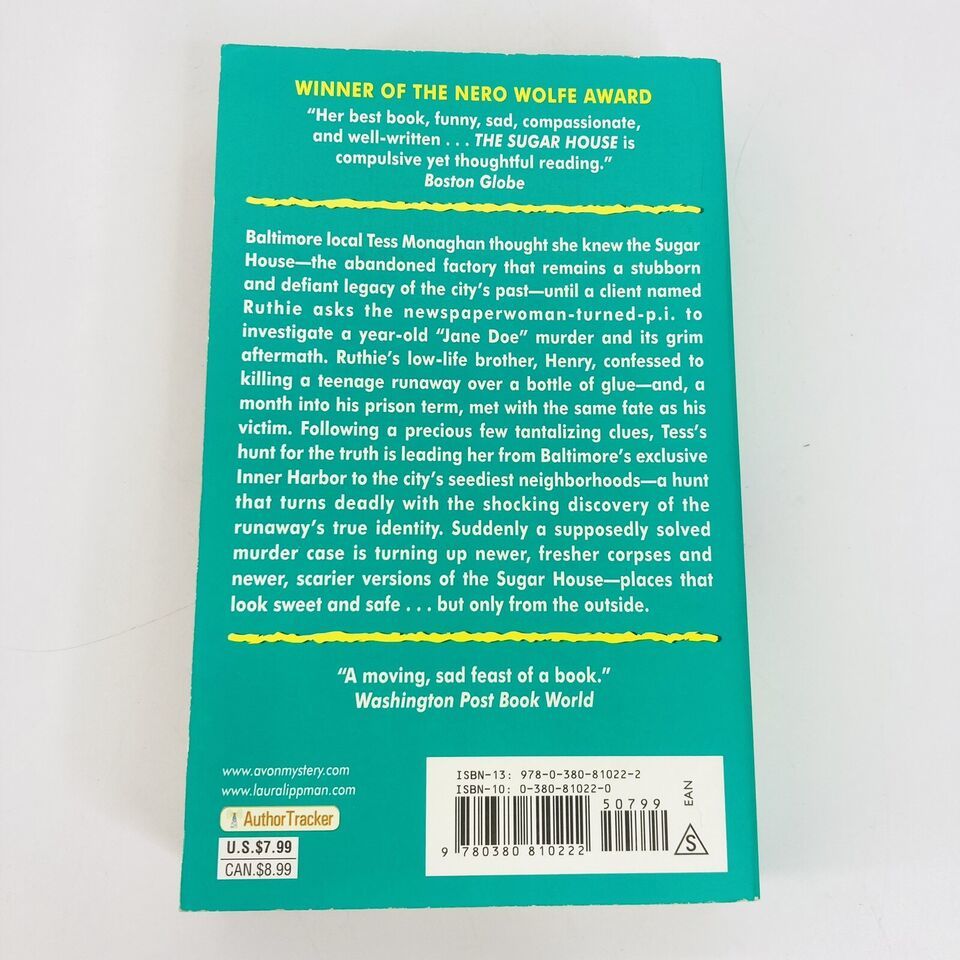 WINNER OF THE NERO WOLFE AWARD
“Her best book, funny, sad, compassionate,
and well-written . . . THE SUGAR HOUSE is
compulsive yet thoughtful reading.”
Boston Globe
Baltimore local Tess Monaghan thought she knew the Sugar
House—the abandoned factory that remains a stubborn
and defiant legacy of the city’s past—until a client named
Ruthie asks the newspaperwoman-turned-p.i. to
investigate a year-old “Jane Doe” murder and its grim
aftermath. Ruthie’s low-life brother, Henry, confessed to
killing a teenage runaway over a bottle of glue—and, a
month into his prison term, met with the same fate as his
victim. Following a precious few tantalizing clues, Tess’s
hunt for the truth is leading her from Baltimore’s exclusive
Inner Harbor to the city’s seediest neighborhoods—a hunt
that turns deadly with the shocking discovery of the
runaway’s true identity. Suddenly a supposedly solved
murder case is turning up newer, fresher corpses and
newer, scarier versions of the Sugar House—places that
look sweet and safe . . . but only from the outside.
“A moving, sad feast of a book.”
Washington Post Book World
www.avonmystery.com
www.lauralippman.com
AuthorTracker
U.S.$7.99
CAN.$8.99
ISBN-13: 978-0-380-81022-2
ISBN-10: 0-380-81022-0
50799
EAN
9 780380 810222
S